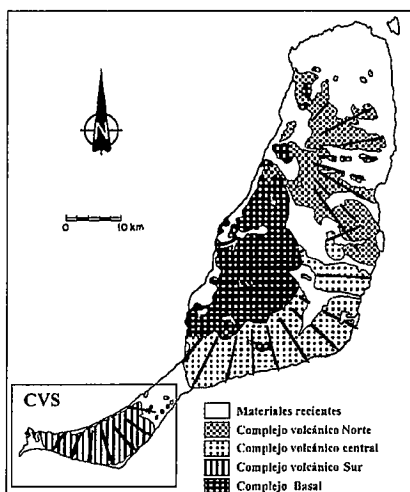 N
0 10 km
CVS
Materiales recientes
Complejo volcánico Norte
Complejo volcánico central
Complejo volcánico Sur
Complejo Basal